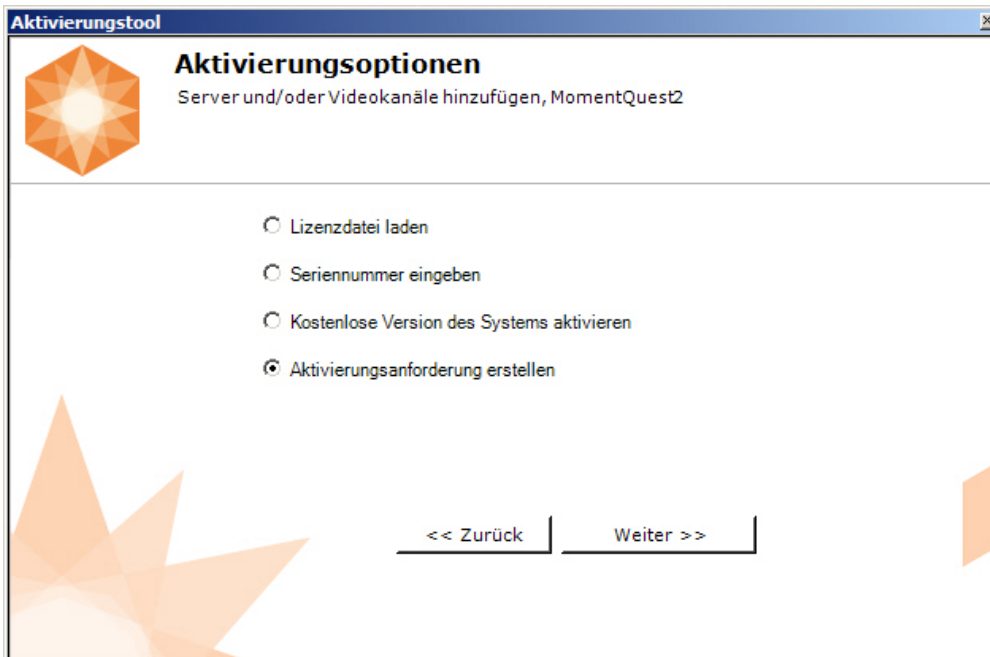 Aktivierungstool
Aktivierungsoptionen
Server und/oder Videokanäle hinzufügen, MomentQuest2
Lizenzdatei laden
Seriennummer eingeben
Kostenlose Version des Systems aktivieren
Aktivierungsanforderung erstellen
<< Zurück
Weiter >>